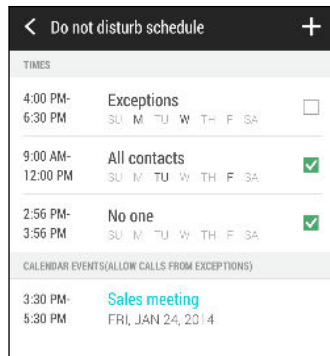 Do not disturb schedule
TIMES
4:00 PM- Exceptions
6:30 PM SU M TU W TH F SA
9:00 AM- All contacts
12:00 PM SU M TU W TH F SA
2:56 PM- No one
3:56 PM SU M TU W TH F SA
CALENDAR EVENTS(ALLOW CALLS FROM EXCEPTIONS)
3:30 PM- Sales meeting
5:30 PM FRI, JAN 24, 2014